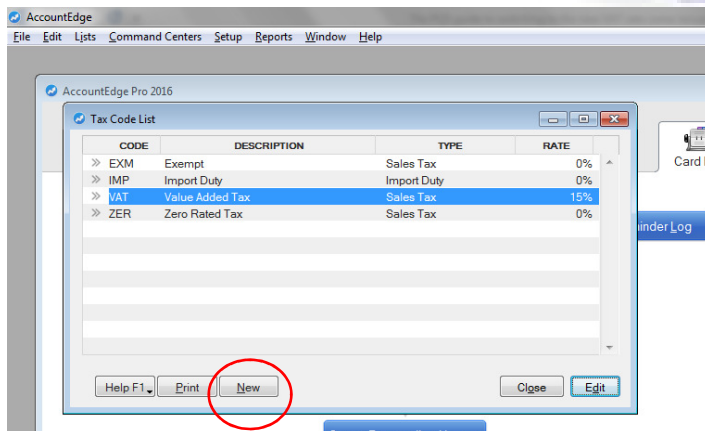 AccountEdge
File Edit Lists Command Centers Setup Reports Window Help
AccountEdge Pro 2016
Tax Code List
CODE DESCRIPTION TYPE RATE
EXM Exempt Sales Tax 0%
IMP Import Duty Import Duty 0%
VAT Value Added Tax Sales Tax 15%
ZER Zero Rated Tax Sales Tax 0%
Card
inder Log
Help F1 Print New Close Edit